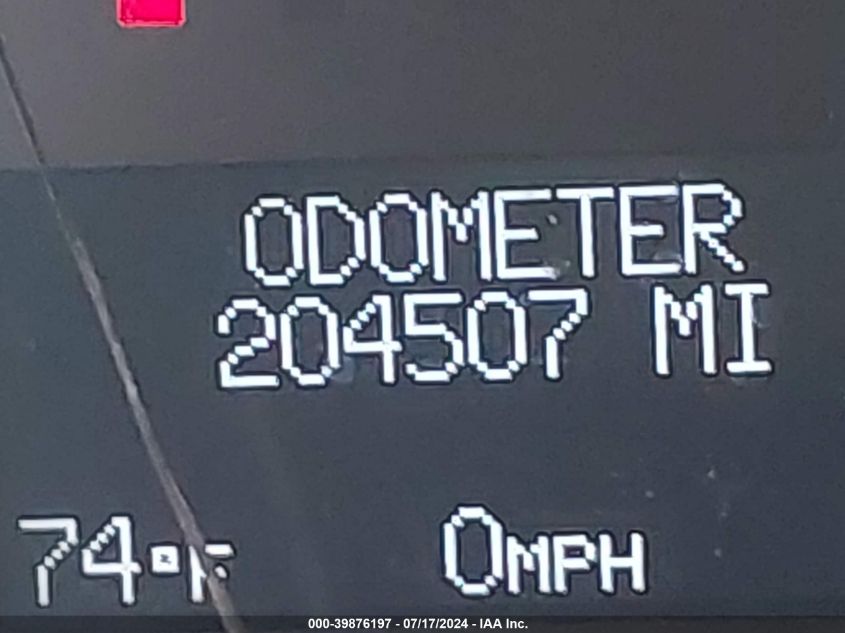 ODOMETER
204507 MI
74°F
0MPH
000-39876197 - 07/17/2024 - IAA Inc.